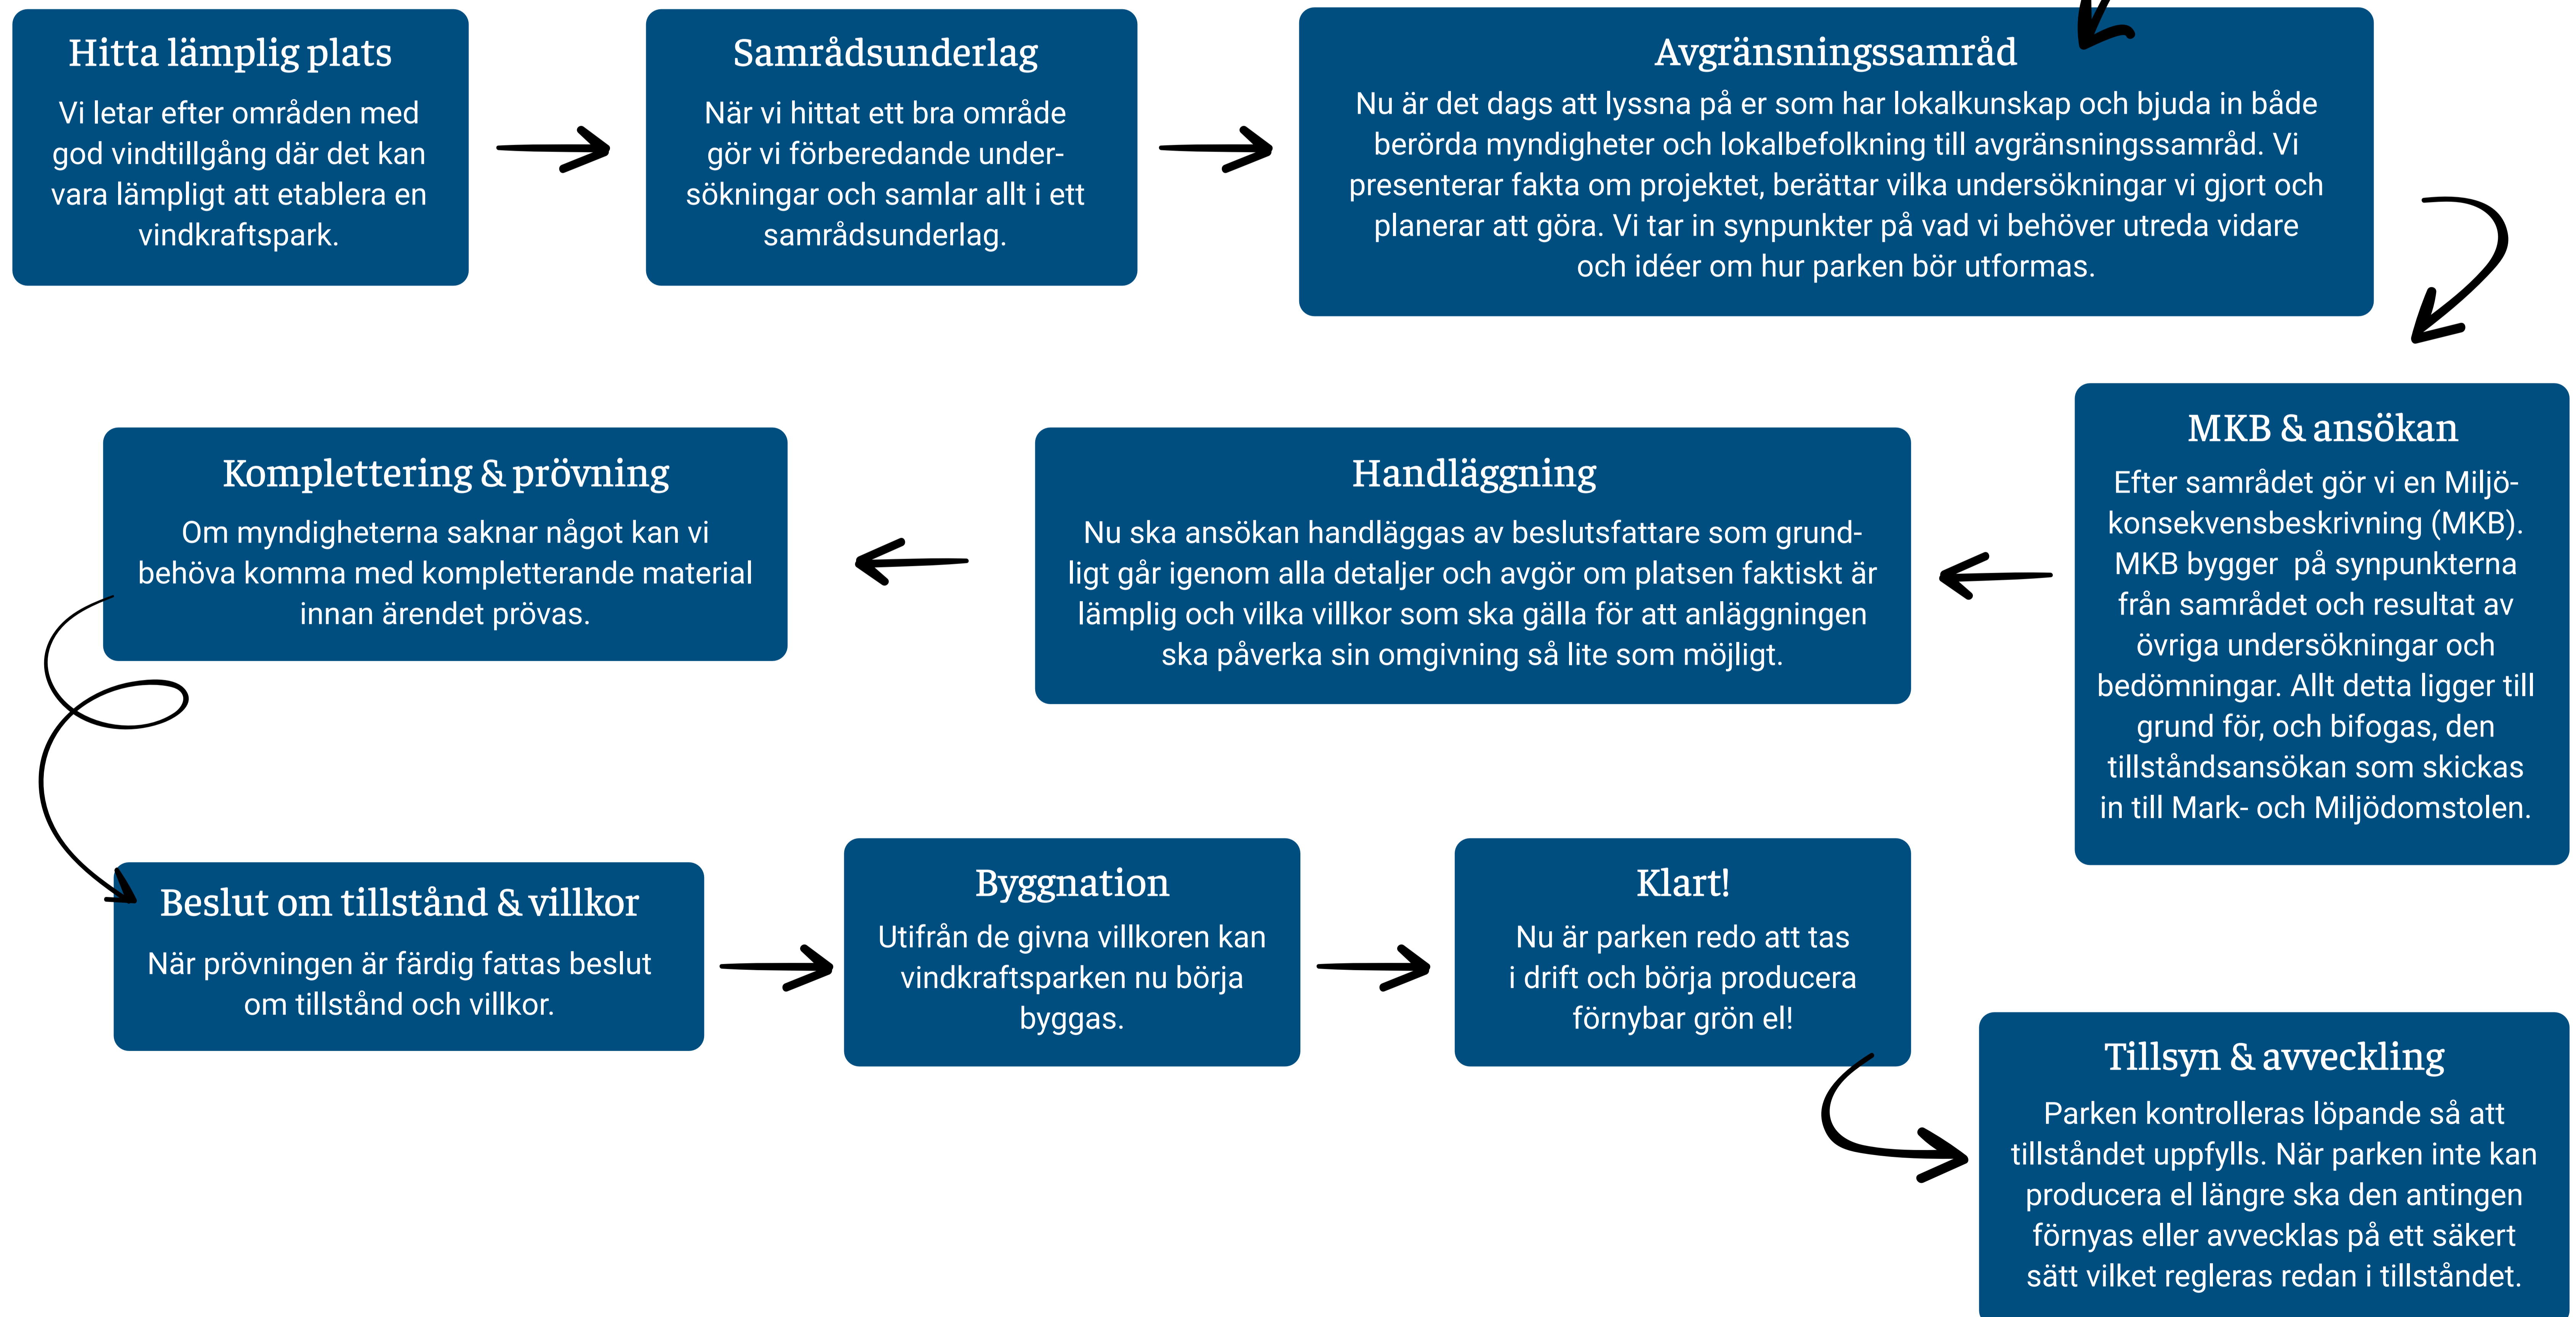 Hitta lämplig plats
Vi letar efter områden med
god vindtillgång där det kan
vara lämpligt att etablera en
vindkraftspark.
Samrådsunderlag
När vi hittat ett bra område
gör vi förberedande under-
sökningar och samlar allt i ett
samrådsunderlag.
Avgränsningssamråd
Nu är det dags att lyssna på er som har lokalkunskap och bjuda in både
berörda myndigheter och lokalbefolkning till avgränsningssamråd. Vi
presenterar fakta om projektet, berättar vilka undersökningar vi gjort och
planerar att göra. Vi tar in synpunkter på vad vi behöver utreda vidare
och idéer om hur parken bör utformas.
MKB & ansökan
Efter samrådet gör vi en Miljö-
konsekvensbeskrivning (MKB).
MKB bygger  på synpunkterna
från samrådet och resultat av
övriga undersökningar och
bedömningar. Allt detta ligger till
grund för, och bifogas, den
tillståndsansökan som skickas
in till Mark- och Miljödomstolen.
Handläggning
Nu ska ansökan handläggas av beslutsfattare som grund-
ligt går igenom alla detaljer och avgör om platsen faktiskt är
lämplig och vilka villkor som ska gälla för att anläggningen
ska påverka sin omgivning så lite som möjligt.
Komplettering & prövning
Om myndigheterna saknar något kan vi
behöva komma med kompletterande material
innan ärendet prövas.
Beslut om tillstånd & villkor
När prövningen är färdig fattas beslut
om tillstånd och villkor.
Byggnation
Utifrån de givna villkoren kan
vindkraftsparken nu börja
byggas.
Klart!
Nu är parken redo att tas
i drift och börja producera
förnybar grön el!
Tillsyn & avveckling
Parken kontrolleras löpande så att
tillståndet uppfylls. När parken inte kan
producera el längre ska den antingen
förnyas eller avvecklas på ett säkert
sätt vilket regleras redan i tillståndet.